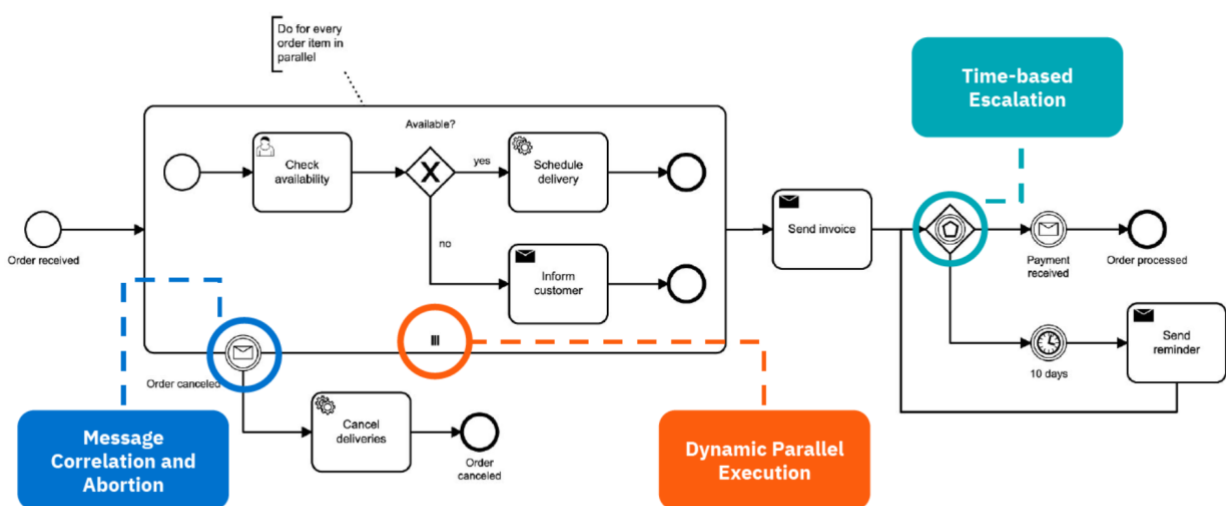 Do for every
order item in
parallel
Time-based
Escalation
Available?
Check
availability
yes
Schedule
delivery
Send invoice
Order received
no
Inform
customer
Payment
received
Order processed
Order canceled
10 days
Send
reminder
Cancel
deliveries
Order
canceled
Message
Correlation and
Abortion
Dynamic Parallel
Execution